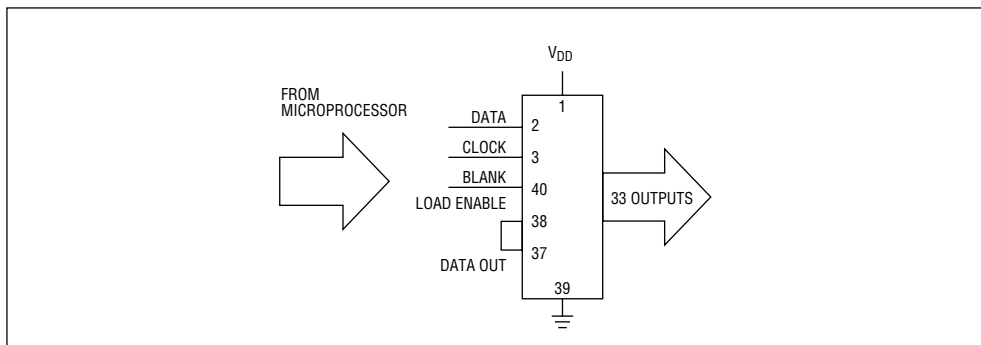 VDD
FROM
MICROPROCESSOR
1
DATA
2
CLOCK
3
BLANK
40
LOAD ENABLE
38
33 OUTPUTS
37
DATA OUT
39